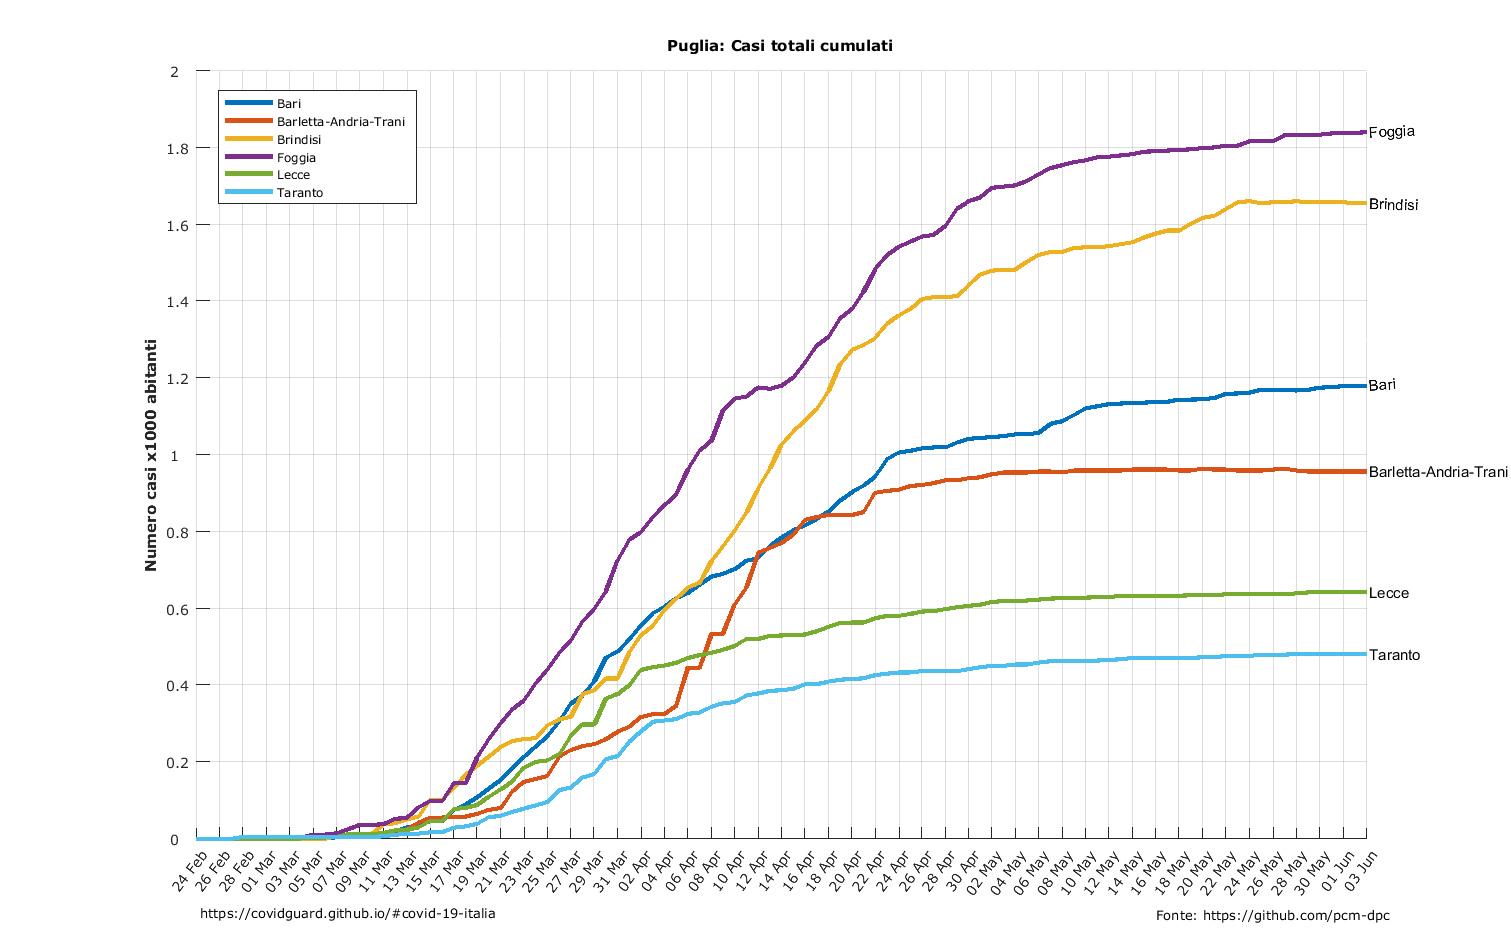 Puglia: Casi totali cumulati
Numero casi x1000 abitanti
2
1.8
1.6
1.4
1.2
1
0.8
0.6
0.4
0.2
0
Bari
Barletta-Andria-Trani
Brindisi
Foggia
Lecce
Taranto
Foggia
Brindisi
Bari
Barletta-Andria-Trani
Lecce
Taranto
24 Feb
26 Feb
28 Feb
01 Mar
03 Mar
05 Mar
07 Mar
09 Mar
11 Mar
13 Mar
15 Mar
17 Mar
19 Mar
21 Mar
23 Mar
25 Mar
27 Mar
29 Mar
31 Mar
02 Apr
04 Apr
06 Apr
08 Apr
10 Apr
12 Apr
14 Apr
16 Apr
18 Apr
20 Apr
22 Apr
24 Apr
26 Apr
28 Apr
30 Apr
02 May
04 May
06 May
08 May
10 May
12 May
14 May
16 May
18 May
20 May
22 May
24 May
26 May
28 May
30 May
01 Jun
03 Jun
https://covidguard.github.io/#covid-19-italia
Fonte: https://github.com/pcm-dpc